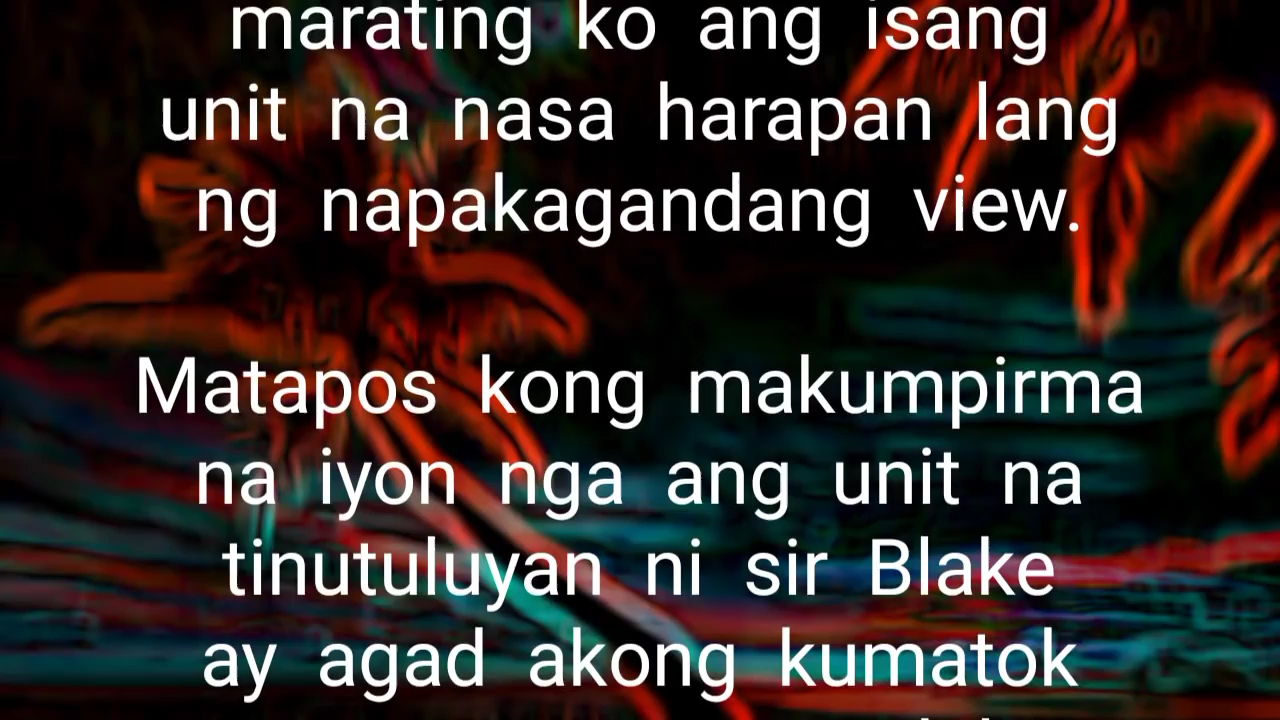 marating ko ang isang
unit na nasa harapan lang
ng napakagandang view.
Matapos kong makumpirma
na iyon nga ang unit na
tinutuluyan ni sir Blake
ay agad akong kumatok